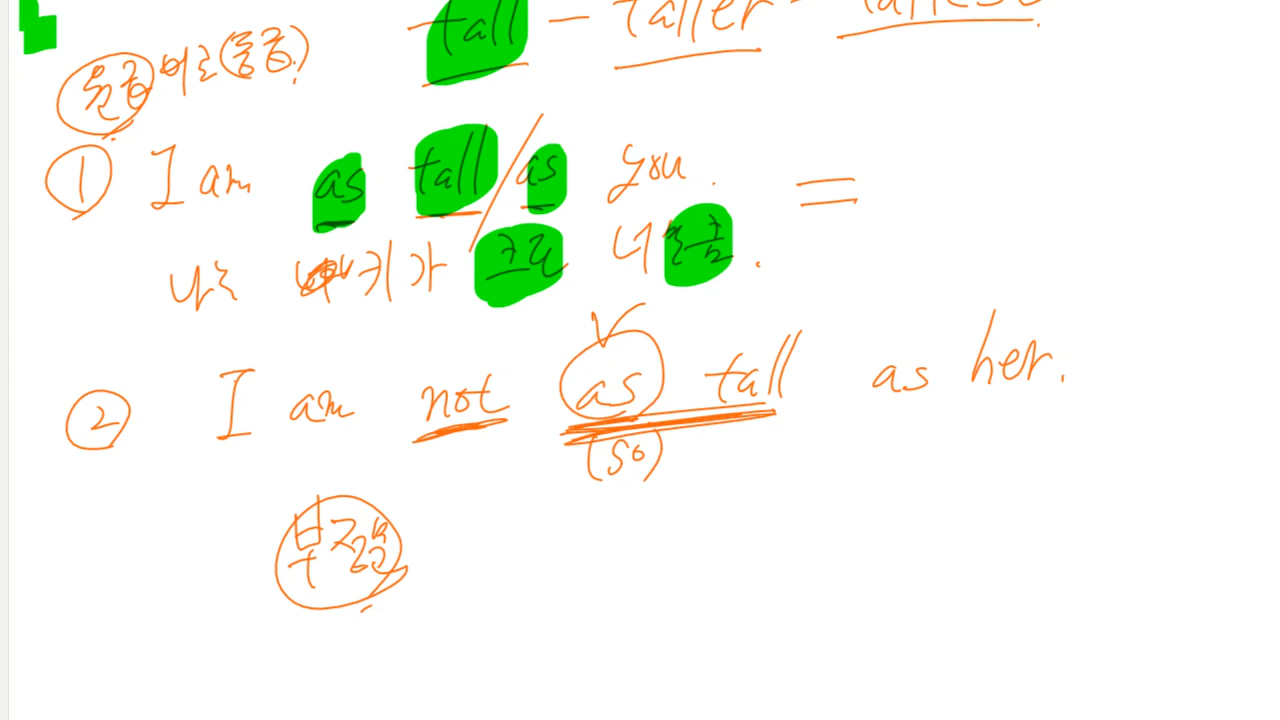 tall - taller - tallest
원급 비교(동급)
① I am as tall / as you. =
나는 키가 크다 너만큼.
② I am not as tall as her.
(so)
부정문